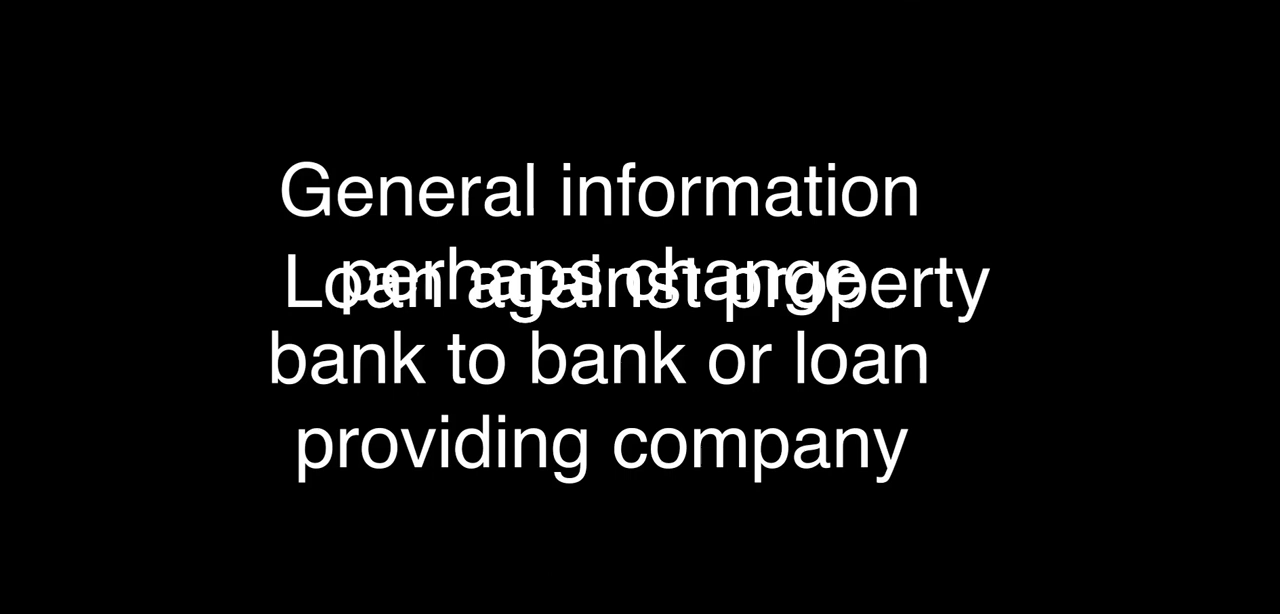 General information
perhaps change
Loan against property
bank to bank or loan
providing company